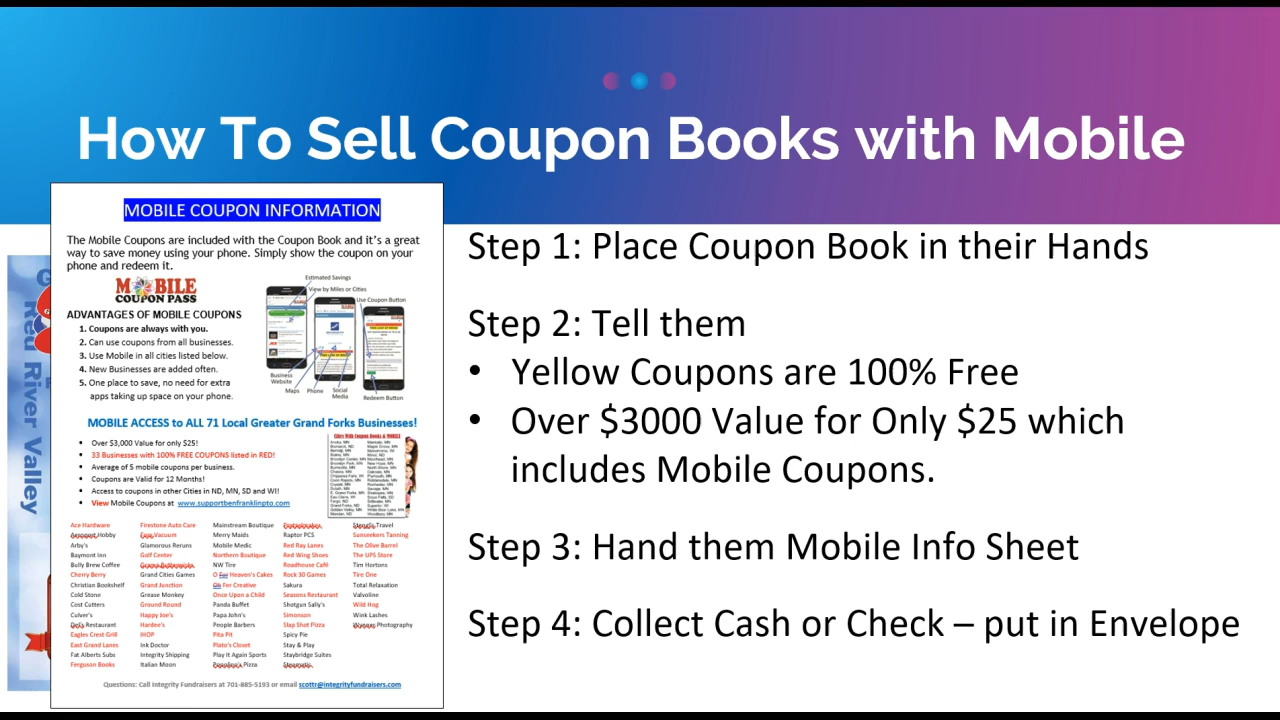 How To Sell Coupon Books with Mobile
MOBILE COUPON INFORMATION
The Mobile Coupons are included with the Coupon Book and it's a great
way to save money using your phone. Simply show the coupon on your
phone and redeem it.
MOBILE
COUPON PASS
Estimated Savings
View by Miles or Cities
Use Coupon Button
Business
Website
Maps
Phone
Social
Media
Redeem Button
ADVANTAGES OF MOBILE COUPONS
1. Coupons are always with you.
2. Can use coupons from all businesses.
3. Use Mobile in all cities listed below.
4. New Businesses are added often.
5. One place to save, no need for extra
apps taking up space on your phone.
MOBILE ACCESS to ALL 71 Local Greater Grand Forks Businesses!
• Over $3,000 Value for only $25!
• 33 Businesses with 100% FREE COUPONS listed in RED!
• Average of 5 mobile coupons per business.
• Coupons are Valid for 12 Months!
• Access to coupons in other Cities in ND, MN, SD and WI!
• View Mobile Coupons at www.supportbenfranklinpto.com
Cities With Coupon Books & MOBILE
Ace Hardware
Hobby
Arby's
Baymont Inn
Bully Brew Coffee
Cherry Berry
Christian Bookshelf
Cold Stone
Cost Cutters
Culver's
Restaurant
Eagles Crest Grill
East Grand Lanes
Fat Alberts Subs
Ferguson Books
Firestone Auto Care
Vacuum
Glamorous Reruns
Golf Center
Grand Cities Games
Grand Junction
Grease Monkey
Ground Round
Happy Joe's
Hardee's
IHOP
Ink Doctor
Integrity Shipping
Italian Moon
Mainstream Boutique
Merry Maids
Mobile Medic
Northern Boutique
NW Tire
O For Heaven's Cakes
Oh Fer Creative
Once Upon a Child
Panda Buffet
Papa John's
People Barbers
Pita Pit
Plato's Closet
Play It Again Sports
Pizza
Raptor PCS
Red Ray Lanes
Red Wing Shoes
Roadhouse Café
Rock 30 Games
Sakura
Seasons Restaurant
Shotgun Sally's
Simonson
Slap Shot Pizza
Spicy Pie
Stay & Play
Staybridge Suites
Travel
Sunseekers Tanning
The Olive Barrel
The UPS Store
Tim Hortons
Tire One
Total Relaxation
Valvoline
Wild Hog
Wink Lashes
Photography
Questions: Call Integrity Fundraisers at 701-885-5193 or email scottr@integrityfundraisers.com
Step 1: Place Coupon Book in their Hands
Step 2: Tell them
• Yellow Coupons are 100% Free
• Over $3000 Value for Only $25 which
includes Mobile Coupons.
Step 3: Hand them Mobile Info Sheet
Step 4: Collect Cash or Check – put in Envelope